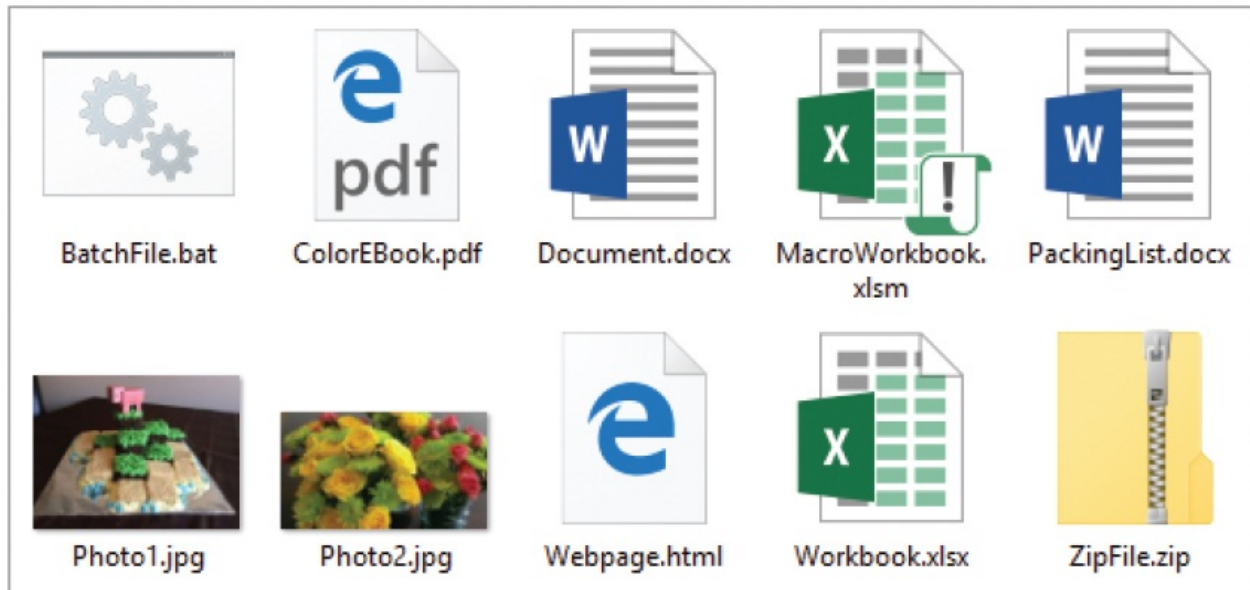 pdf
W
X
!
W
BatchFile.bat
ColorEBook.pdf
Document.docx
MacroWorkbook.
xlsm
PackingList.docx
X
Photo1.jpg
Photo2.jpg
Webpage.html
Workbook.xlsx
ZipFile.zip